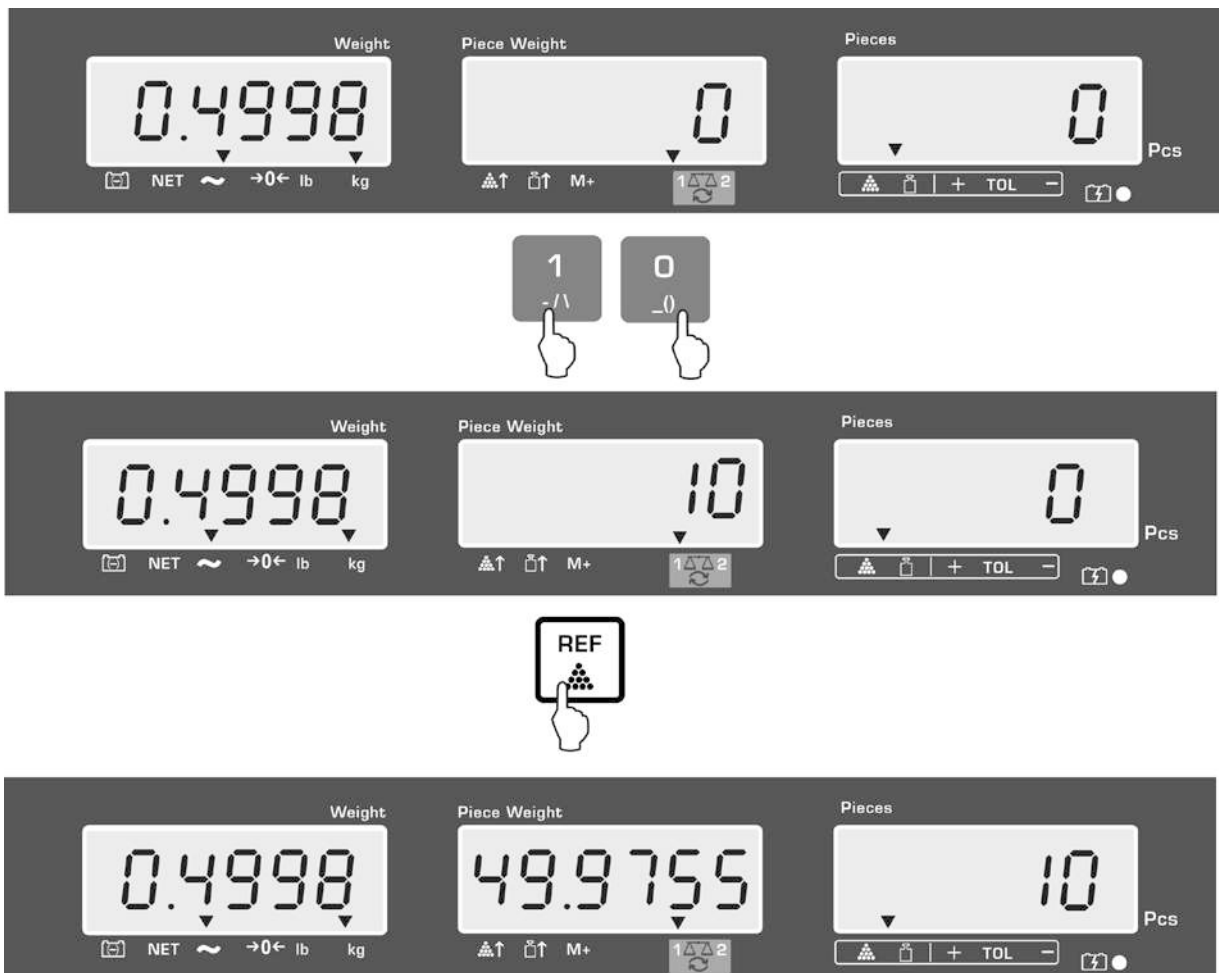 Weight Piece Weight Pieces
0.4998 0 0
Pcs
NET ~ →0← lb kg M+ 1 2 + TOL −
1 0
-/\ _()
Weight Piece Weight Pieces
0.4998 10 0
Pcs
NET ~ →0← lb kg M+ 1 2 + TOL −
REF
Weight Piece Weight Pieces
0.4998 49.9755 10
Pcs
NET ~ →0← lb kg M+ 1 2 + TOL −